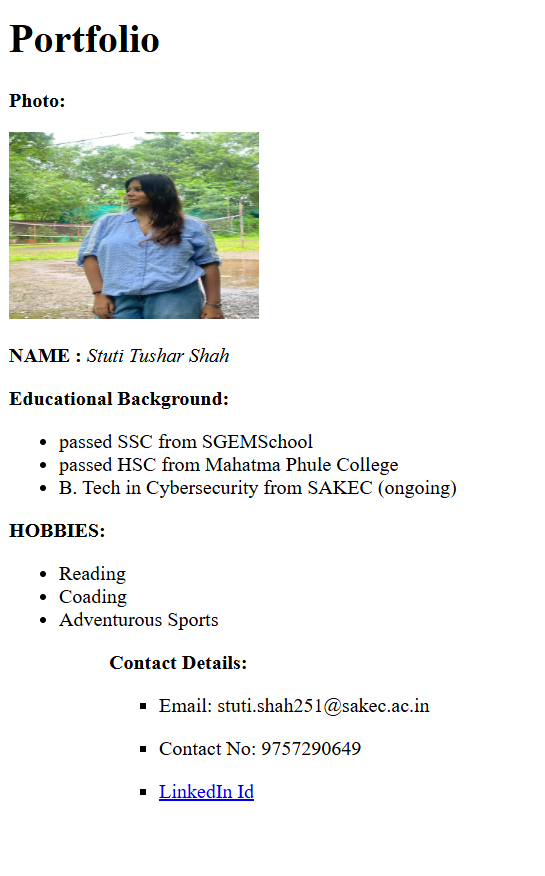 Portfolio
Photo:
NAME : Stuti Tushar Shah
Educational Background:
passed SSC from SGEMSchool
passed HSC from Mahatma Phule College
B. Tech in Cybersecurity from SAKEC (ongoing)
HOBBIES:
Reading
Coading
Adventurous Sports
Contact Details:
Email: stuti.shah251@sakec.ac.in
Contact No: 9757290649
LinkedIn Id